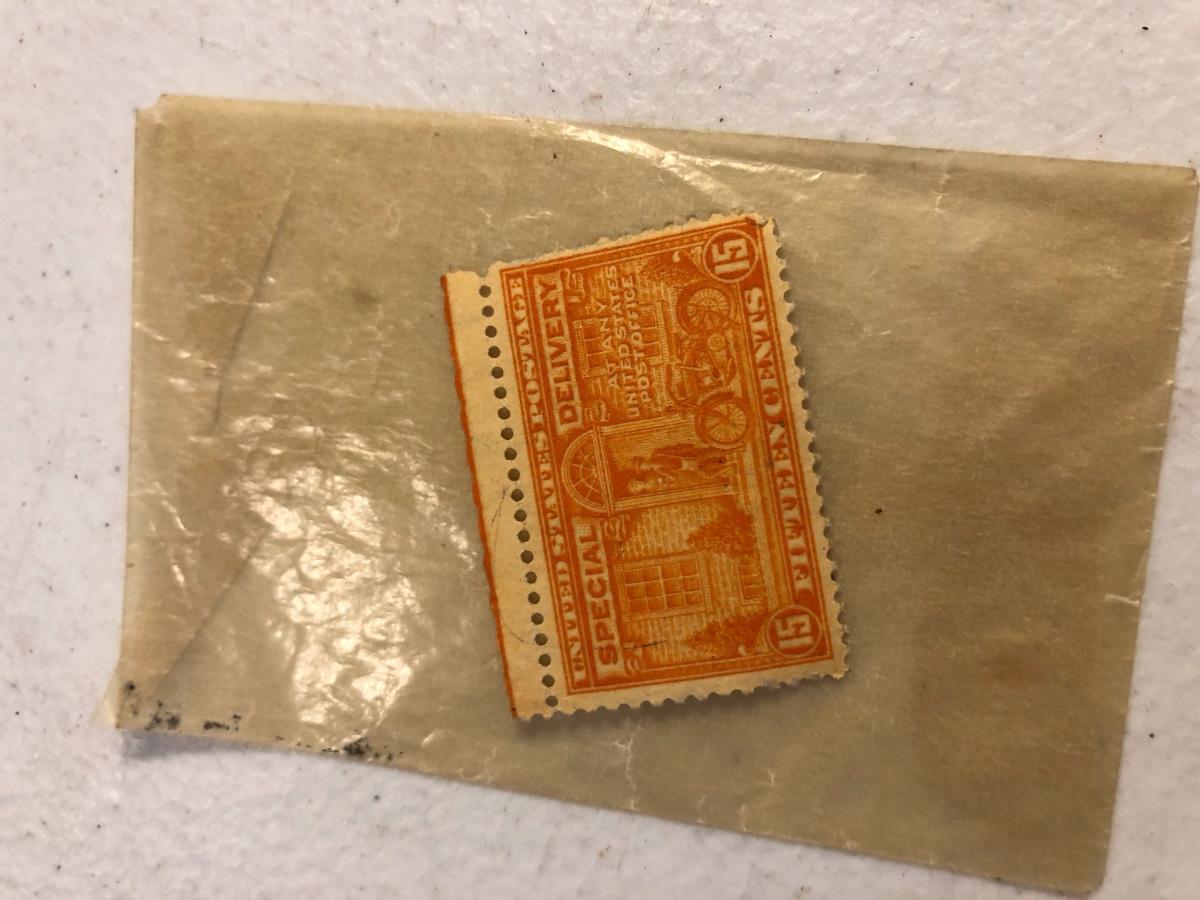 UNITED STATES POSTAGE
SPECIAL DELIVERY
AT ANY
UNITED STATES
POST OFFICE
15 FIFTEEN CENTS 15